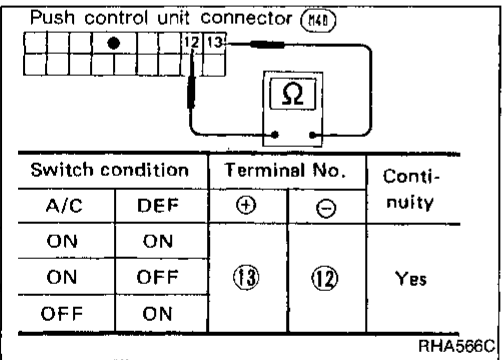 Push control unit connector (M48)
12 13
Ω
Switch condition Terminal No. Conti-nuity
A/C DEF ⊕ ⊖
ON ON
ON OFF ⑬ ⑫ Yes
OFF ON
RHA566C